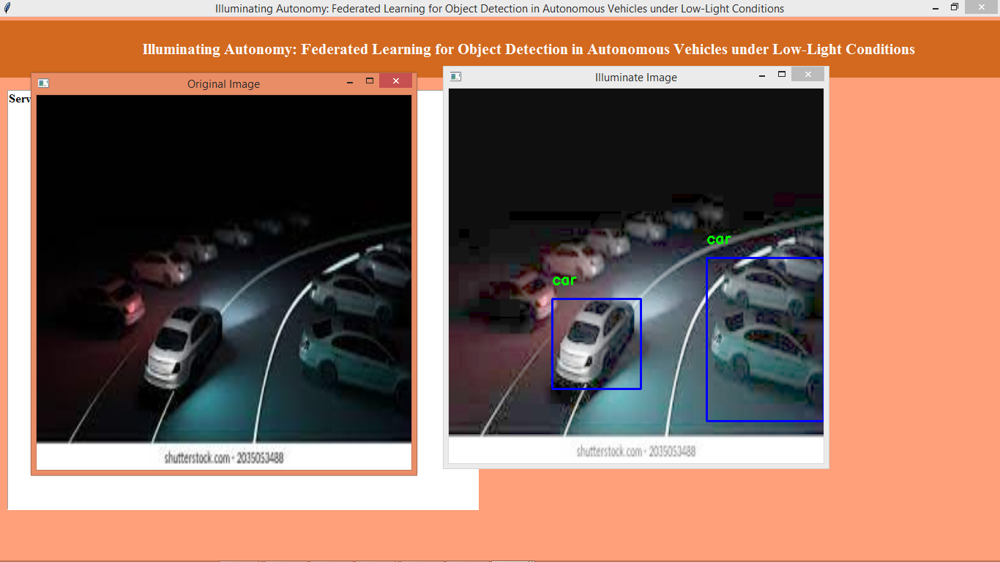 Illuminating Autonomy: Federated Learning for Object Detection in Autonomous Vehicles under Low-Light Conditions
Illuminating Autonomy: Federated Learning for Object Detection in Autonomous Vehicles under Low-Light Conditions
Original Image
Illuminate Image
Serv
car
car
shutterstock.com · 2035053488
shutterstock.com · 2035053488